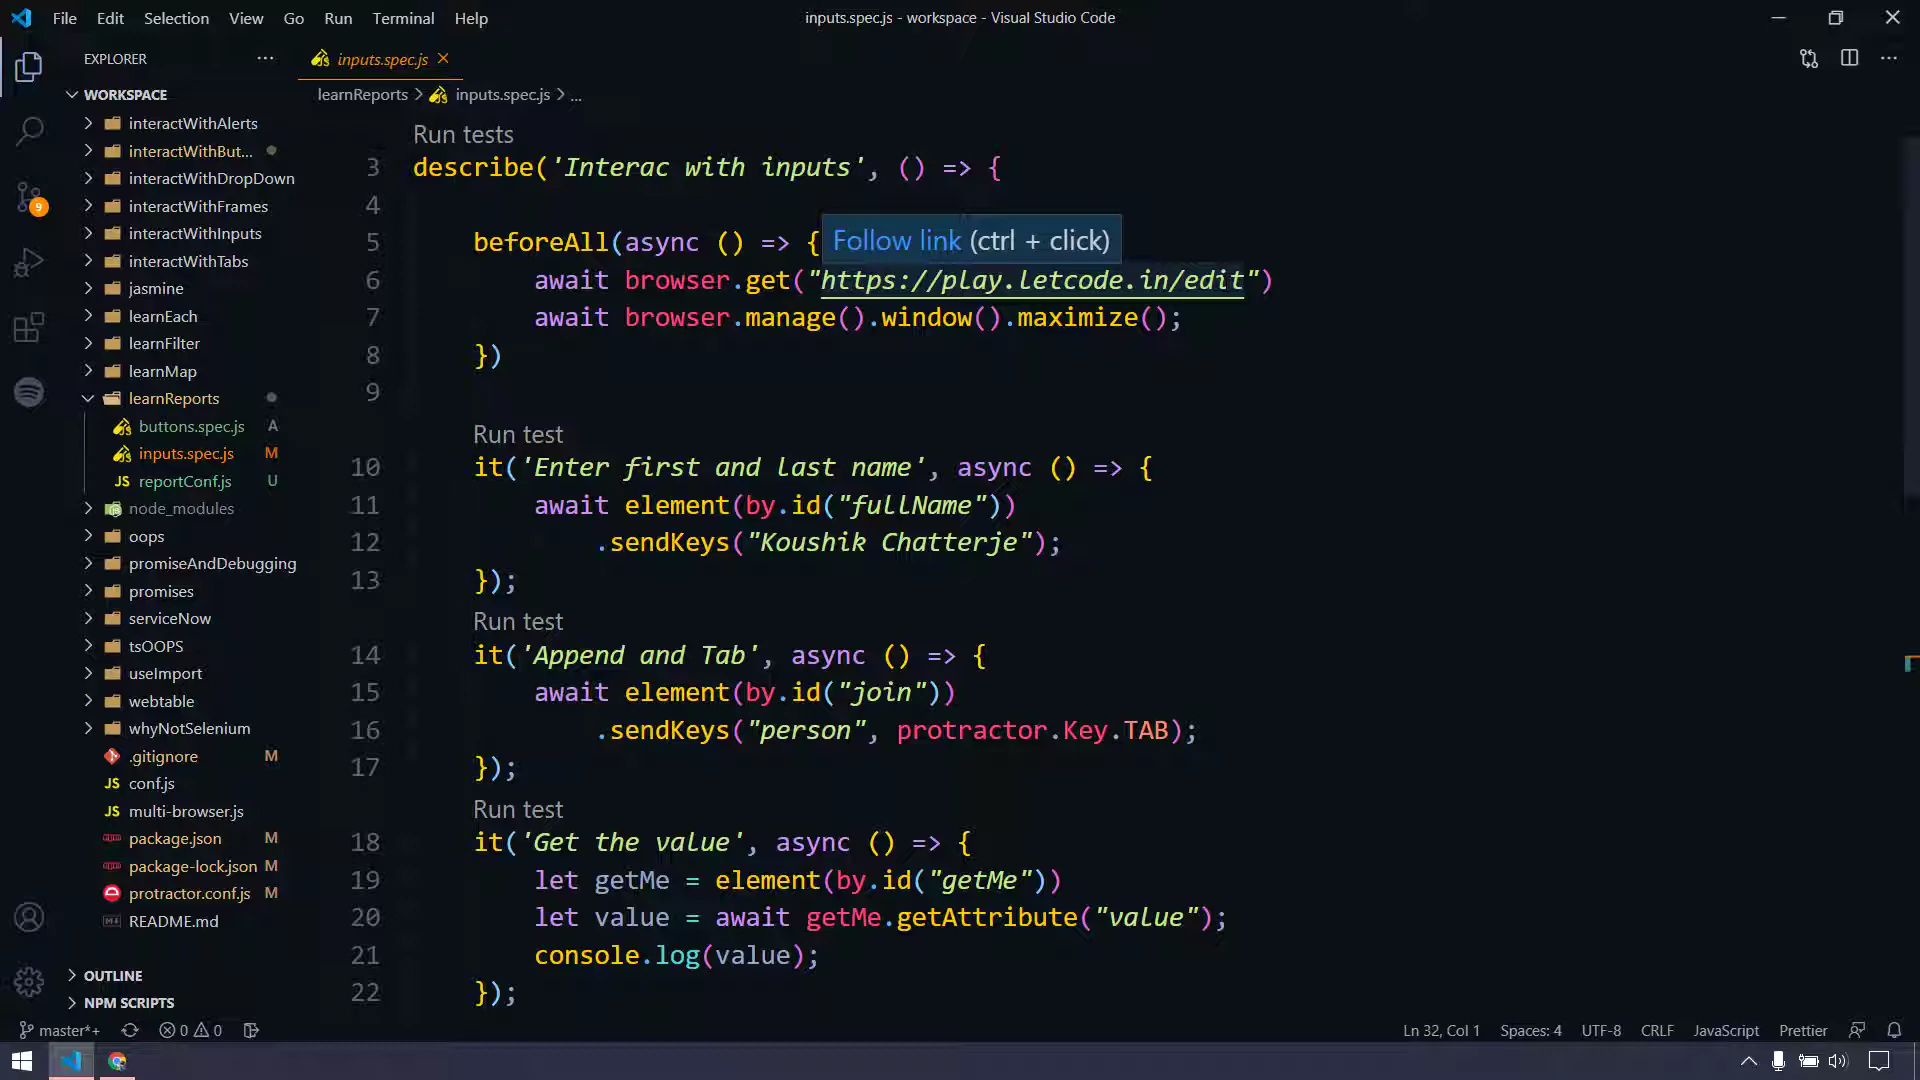 File Edit Selection View Go Run Terminal Help
inputs.spec.js - workspace - Visual Studio Code
EXPLORER
inputs.spec.js
WORKSPACE
learnReports > inputs.spec.js > ...
interactWithAlerts
interactWithBut...
interactWithDropDown
interactWithFrames
interactWithInputs
interactWithTabs
jasmine
learnEach
learnFilter
learnMap
learnReports
buttons.spec.js A
inputs.spec.js M
reportConf.js U
node_modules
oops
promiseAndDebugging
promises
serviceNow
tsOOPS
useImport
webtable
whyNotSelenium
.gitignore M
JS conf.js
JS multi-browser.js
package.json M
package-lock.json M
protractor.conf.js M
README.md
OUTLINE
NPM SCRIPTS
9
Run tests
3 describe('Interac with inputs', () => {
4
5 beforeAll(async () => {
Follow link (ctrl + click)
6 await browser.get("https://play.letcode.in/edit")
7 await browser.manage().window().maximize();
8 })
9
Run test
10 it('Enter first and last name', async () => {
11 await element(by.id("fullName"))
12 .sendKeys("Koushik Chatterje");
13 });
Run test
14 it('Append and Tab', async () => {
15 await element(by.id("join"))
16 .sendKeys("person", protractor.Key.TAB);
17 });
Run test
18 it('Get the value', async () => {
19 let getMe = element(by.id("getMe"))
20 let value = await getMe.getAttribute("value");
21 console.log(value);
22 });
master*+ 0 0
Ln 32, Col 1 Spaces: 4 UTF-8 CRLF JavaScript Prettier